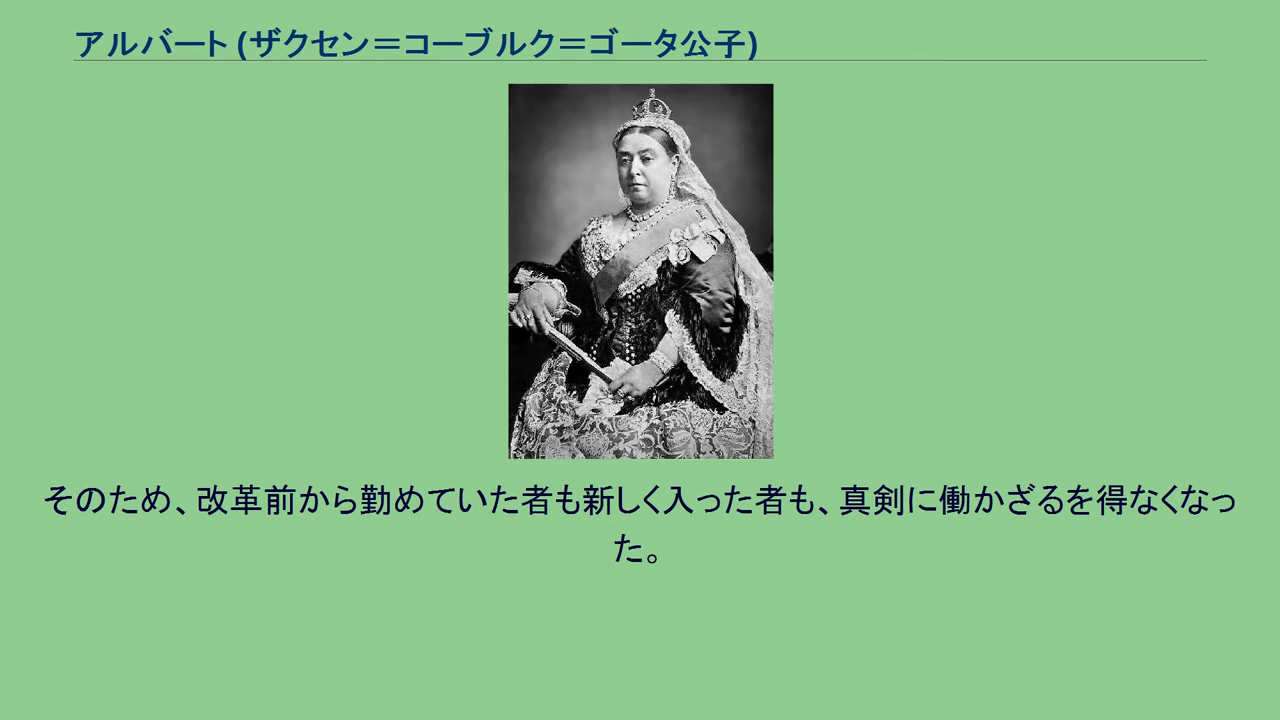 アルバート (ザクセン＝コーブルク＝ゴータ公子)
そのため、改革前から勤めていた者も新しく入った者も、真剣に働かざるを得なくなっ
た。